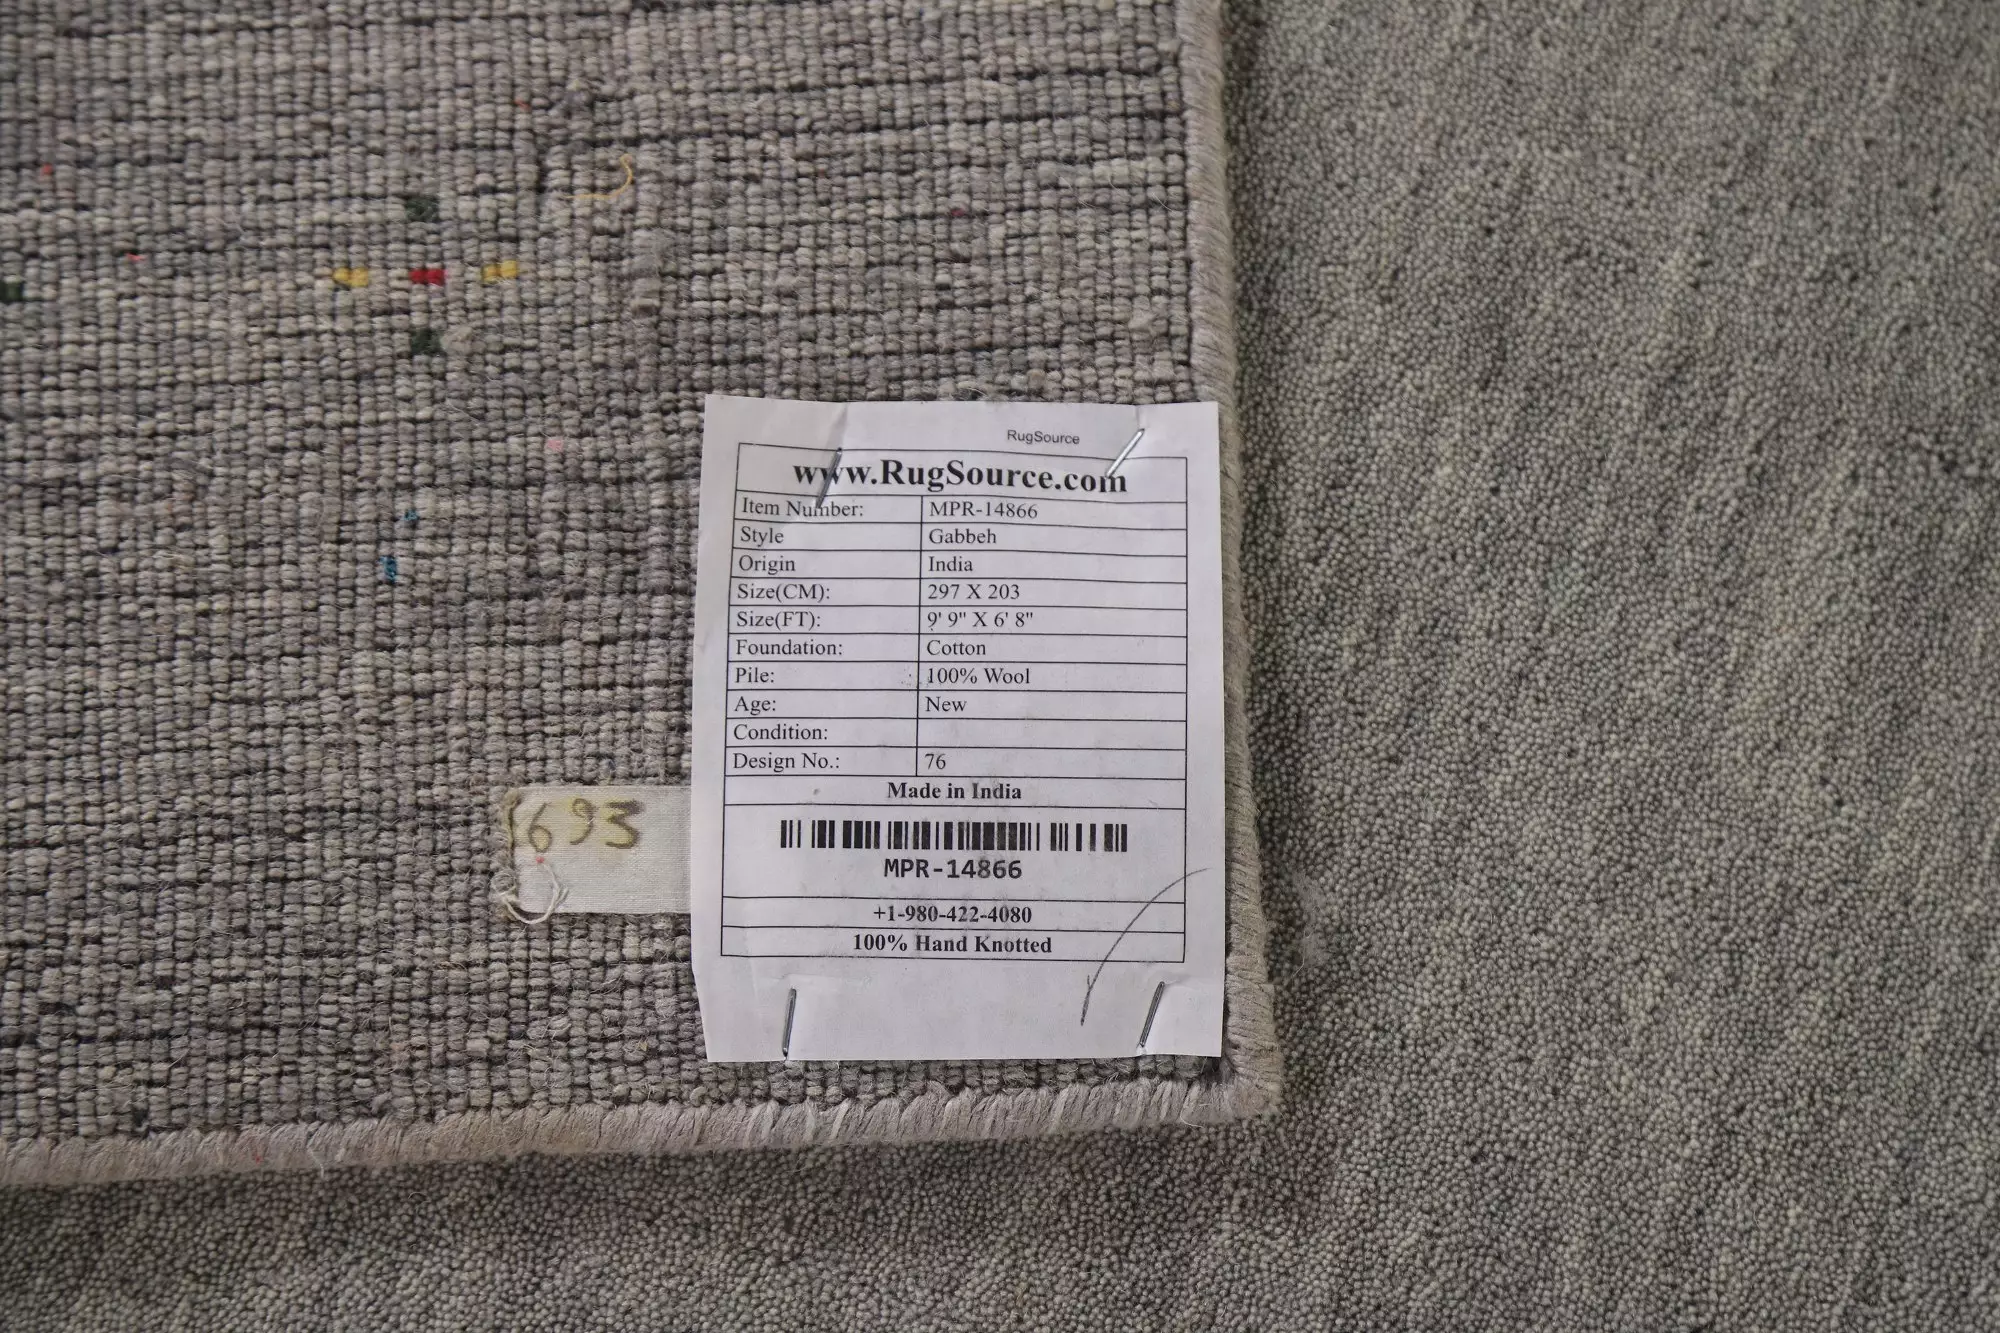 RugSource
www.RugSource.com
Item Number: MPR-14866
Style Gabbeh
Origin India
Size(CM): 297 X 203
Size(FT): 9' 9" X 6' 8"
Foundation: Cotton
Pile: 100% Wool
Age: New
Condition:
Design No.: 76
Made in India
693
MPR-14866
+1-980-422-4080
100% Hand Knotted